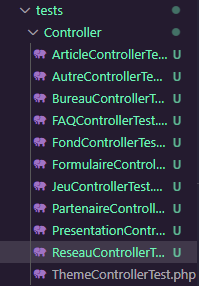 tests
Controller
ArticleControllerTe... U
AutreControllerTe... U
BureauControllerT... U
FAQControllerTest.... U
FondControllerTes... U
FormulaireControl... U
JeuControllerTest.... U
PartenaireControll... U
PresentationContr... U
ReseauControllerT... U
ThemeControllerTest.php